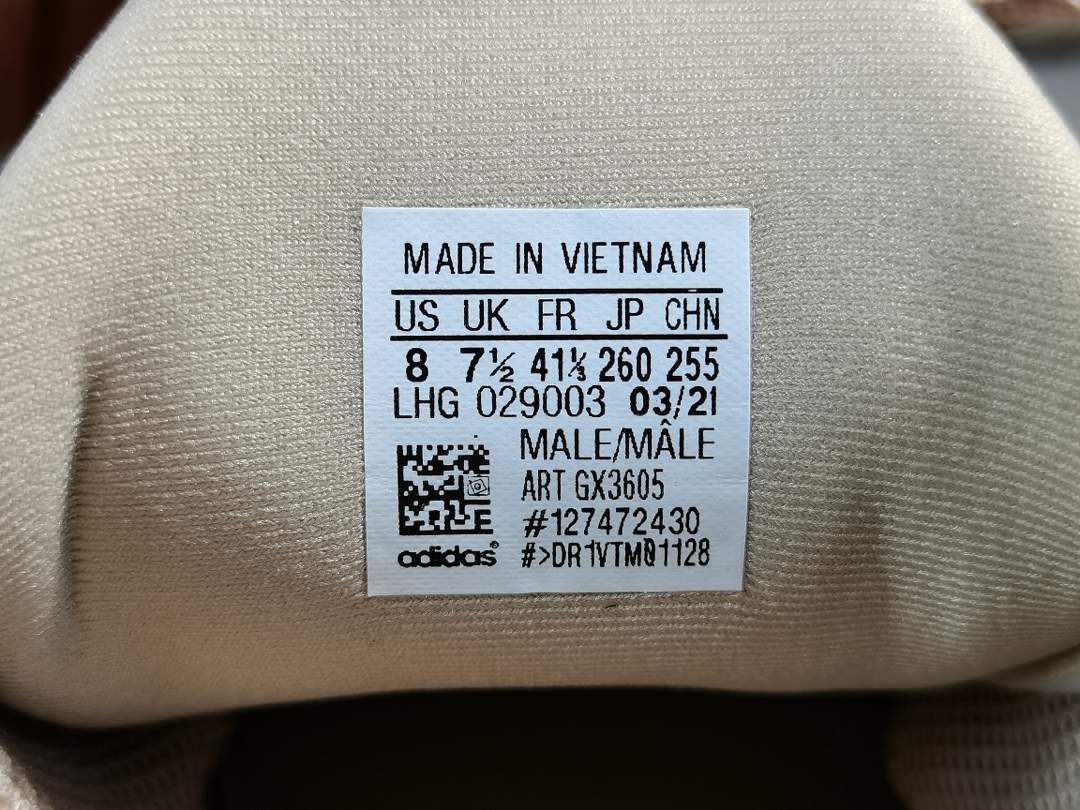 MADE IN VIETNAM
US UK FR JP CHN
8 7½ 41⅓ 260 255
LHG 029003 03/21
MALE/MÂLE
ART GX3605
#127472430
adidas® #>DR1VTM01128